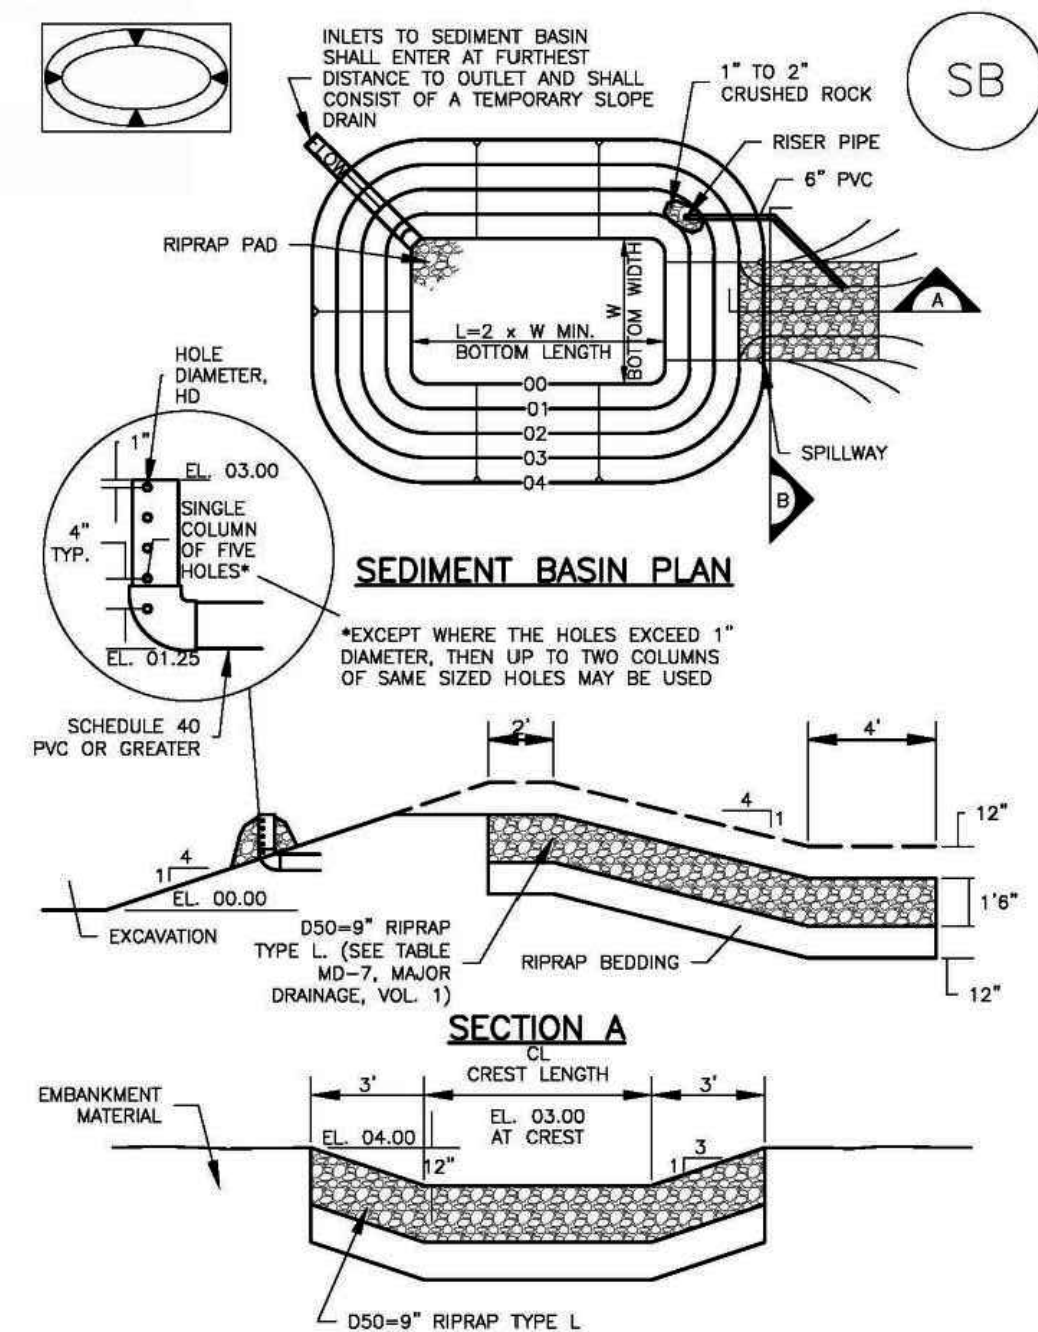 INLETS TO SEDIMENT BASIN
SHALL ENTER AT FURTHEST
DISTANCE TO OUTLET AND SHALL
CONSIST OF A TEMPORARY SLOPE
DRAIN
1" TO 2"
CRUSHED ROCK
SB
RISER PIPE
6" PVC
FLOW
RIPRAP PAD
A
L=2 x W MIN.
BOTTOM LENGTH
W
BOTTOM WIDTH
00
01
02
03
04
SPILLWAY
B
HOLE
DIAMETER,
HD
1"
EL. 03.00
4"
TYP.
SINGLE
COLUMN
OF FIVE
HOLES*
EL. 01.25
SEDIMENT BASIN PLAN
*EXCEPT WHERE THE HOLES EXCEED 1"
DIAMETER, THEN UP TO TWO COLUMNS
OF SAME SIZED HOLES MAY BE USED
SCHEDULE 40
PVC OR GREATER
2'
4'
4
1
12"
4
1
EL. 00.00
EXCAVATION
D50=9" RIPRAP
TYPE L. (SEE TABLE
MD-7, MAJOR
DRAINAGE, VOL. 1)
RIPRAP BEDDING
1'6"
12"
SECTION A
CL
CREST LENGTH
EMBANKMENT
MATERIAL
3'
3'
EL. 04.00
EL. 03.00
AT CREST
12"
3
1
D50=9" RIPRAP TYPE L